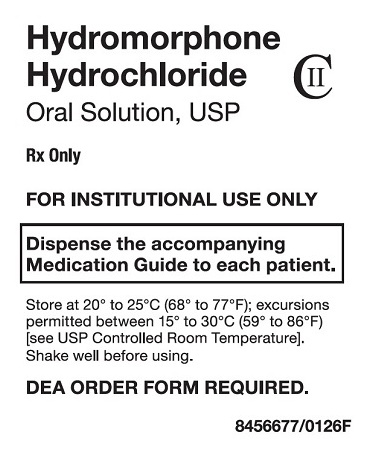 Hydromorphone
Hydrochloride
CII
Oral Solution, USP
Rx Only
FOR INSTITUTIONAL USE ONLY
Dispense the accompanying
Medication Guide to each patient.
Store at 20° to 25°C (68° to 77°F); excursions
permitted between 15° to 30°C (59° to 86°F)
[see USP Controlled Room Temperature].
Shake well before using.
DEA ORDER FORM REQUIRED.
8456677/0126F